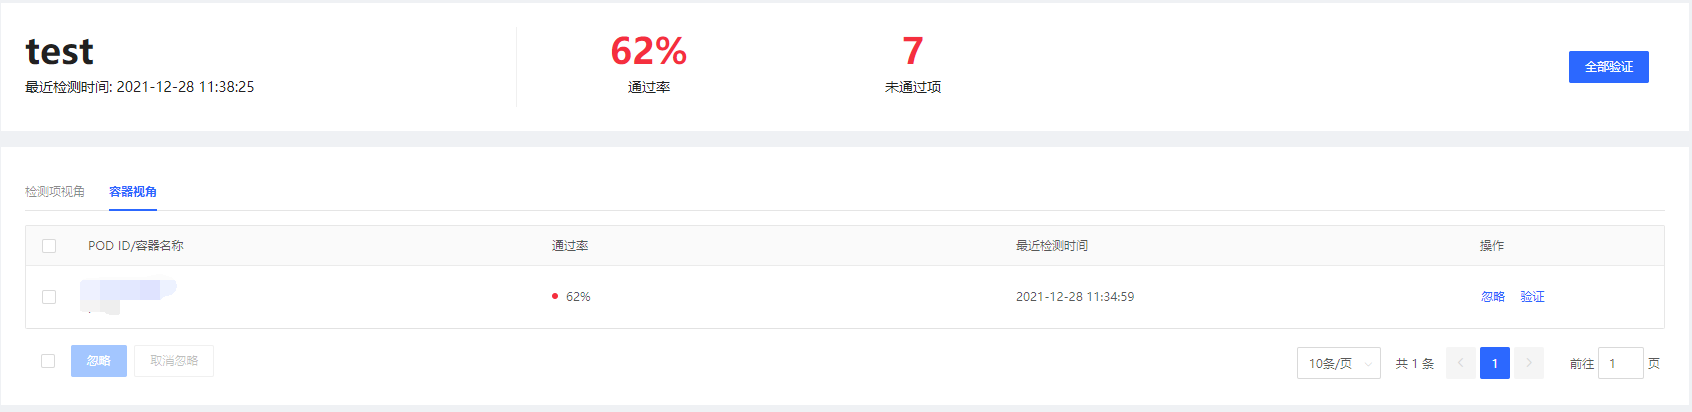 test
最近检测时间: 2021-12-28 11:38:25
62%
通过率
7
未通过项
全部验证
检测项视角 容器视角
POD ID/容器名称 通过率 最近检测时间 操作
62% 2021-12-28 11:34:59 忽略 验证
忽略 取消忽略 10条/页 共 1 条 1 前往 1 页